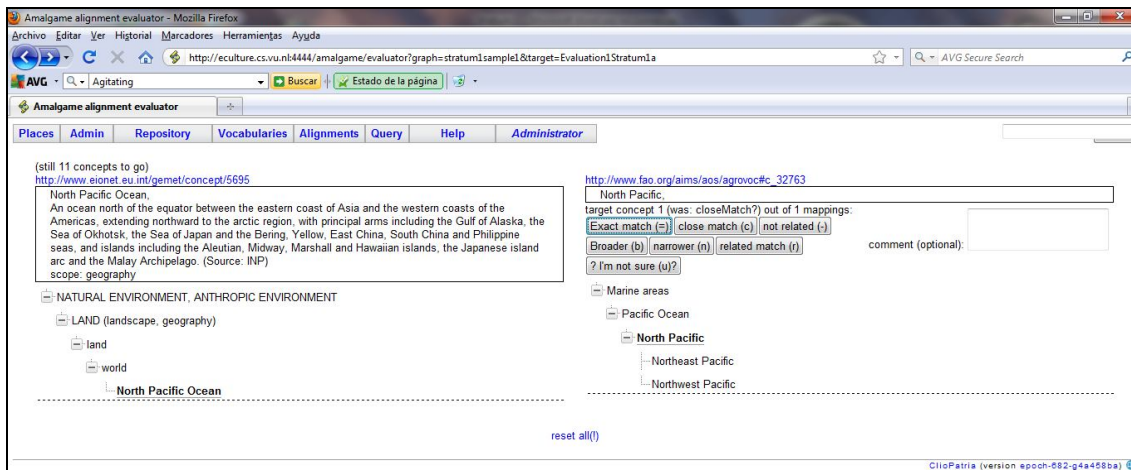 Amalgame alignment evaluator - Mozilla Firefox
Archivo Editar Ver Historial Marcadores Herramientas Ayuda
http://eculture.cs.vu.nl:4444/amalgame/evaluator?graph=stratum1sample1&target=Evaluation1Stratum1a
AVG Secure Search
AVG Agitating Buscar Estado de la página
Amalgame alignment evaluator
Places Admin Repository Vocabularies Alignments Query Help Administrator
(still 11 concepts to go)
http://www.eionet.eu.int/gemet/concept/5695
North Pacific Ocean,
An ocean north of the equator between the eastern coast of Asia and the western coasts of the
Americas, extending northward to the arctic region, with principal arms including the Gulf of Alaska, the
Sea of Okhotsk, the Sea of Japan and the Bering, Yellow, East China, South China and Philippine
seas, and islands including the Aleutian, Midway, Marshall and Hawaiian islands, the Japanese island
arc and the Malay Archipelago. (Source: INP)
scope: geography
NATURAL ENVIRONMENT, ANTHROPIC ENVIRONMENT
LAND (landscape, geography)
land
world
North Pacific Ocean
http://www.fao.org/aims/aos/agrovoc#c_32763
North Pacific,
target concept 1 (was: closeMatch?) out of 1 mappings:
Exact match (=) close match (c) not related (-)
Broader (b) narrower (n) related match (r)
? I'm not sure (u)?
comment (optional):
Marine areas
Pacific Ocean
North Pacific
Northeast Pacific
Northwest Pacific
reset all(!)
ClioPatria (version epoch-682-g4a458ba)